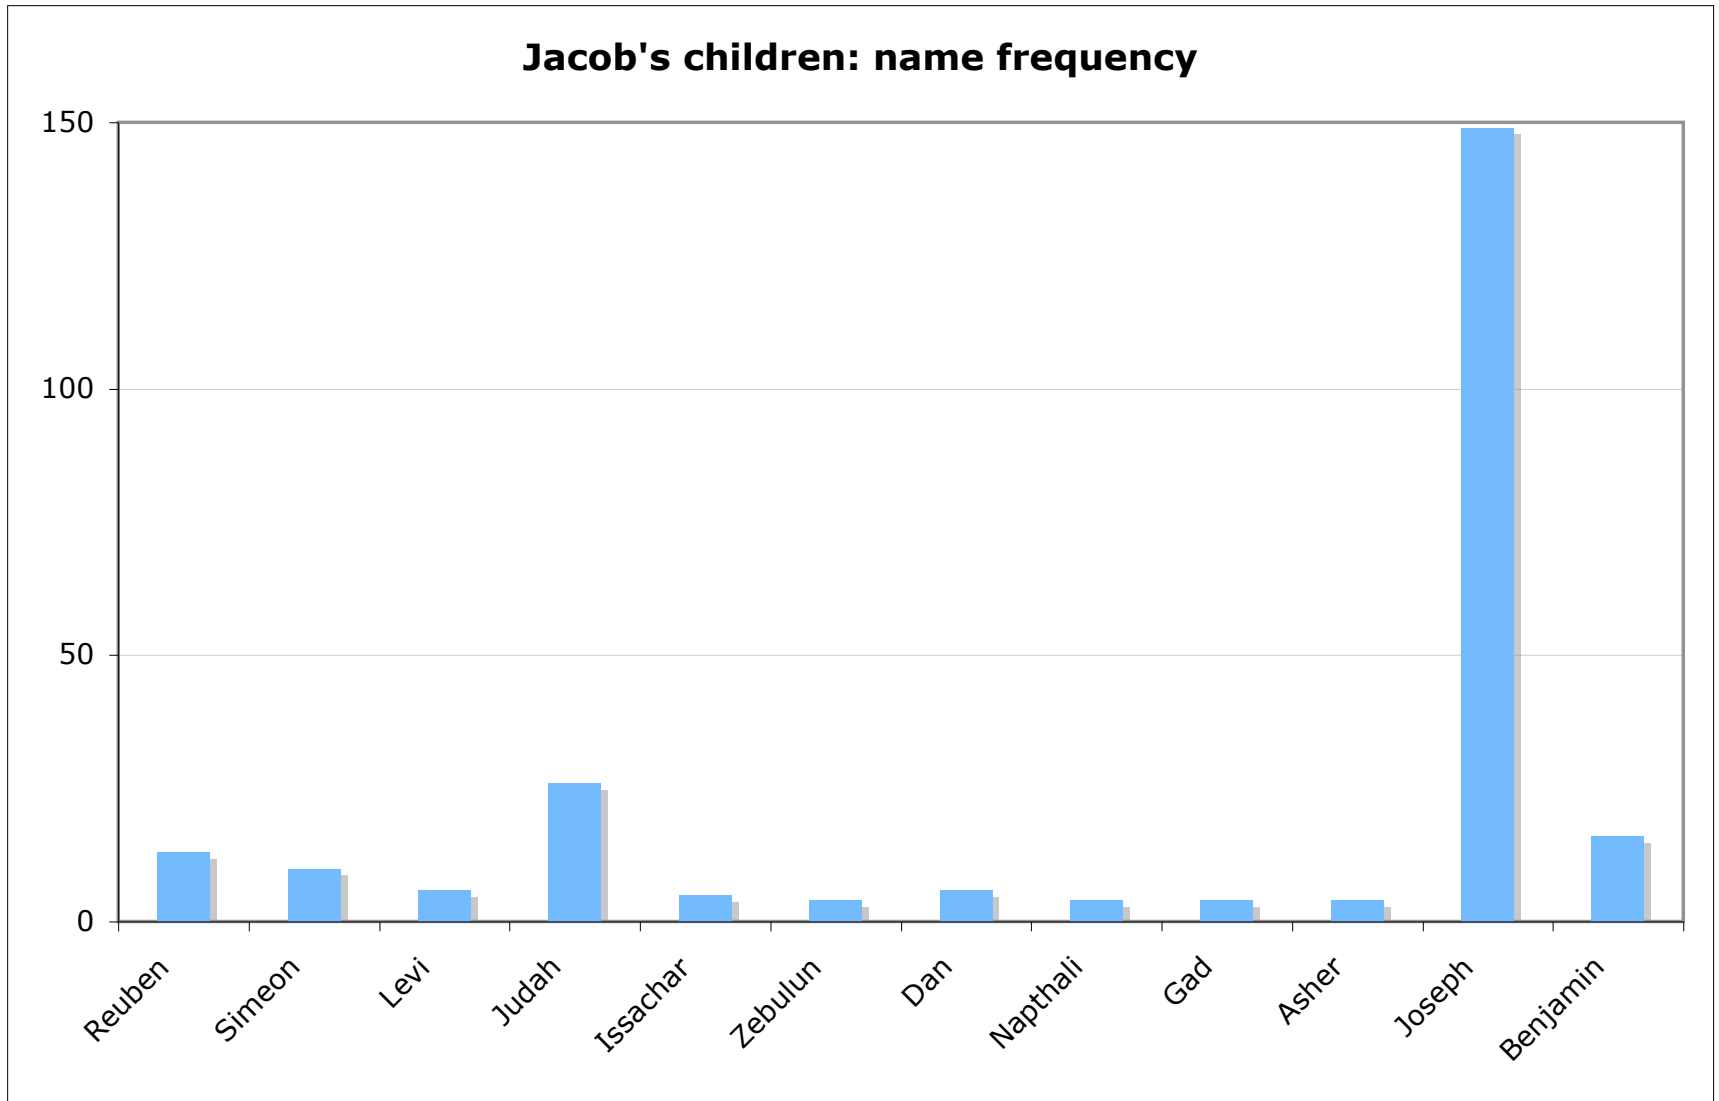 Jacob's children: name frequency
150
100
50
0
Reuben
Simeon
Levi
Judah
Issachar
Zebulun
Dan
Napthali
Gad
Asher
Joseph
Benjamin